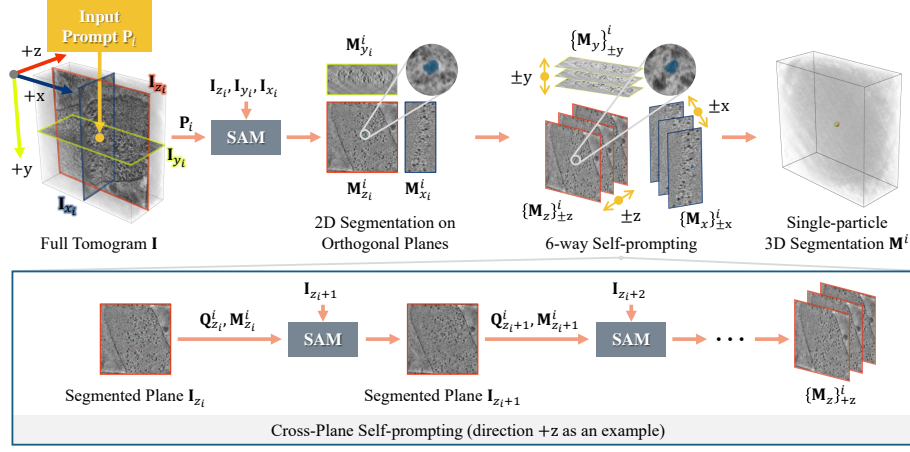 Input
Prompt P_i
+z
+x
+y
I_{z_i}
I_{y_i}
I_{x_i}
Full Tomogram I
P_i
I_{z_i}, I_{y_i}, I_{x_i}
SAM
M^i_{y_i}
M^i_{z_i}
M^i_{x_i}
2D Segmentation on
Orthogonal Planes
{M_y}^i_{±y}
±y
±x
±z
{M_z}^i_{±z}
{M_x}^i_{±x}
6-way Self-prompting
Single-particle
3D Segmentation M^i
I_{z_i+1}
I_{z_i+2}
Q^i_{z_i}, M^i_{z_i}
SAM
Q^i_{z_i+1}, M^i_{z_i+1}
SAM
...
Segmented Plane I_{z_i}
Segmented Plane I_{z_i+1}
{M_z}^i_{+z}
Cross-Plane Self-prompting (direction +z as an example)